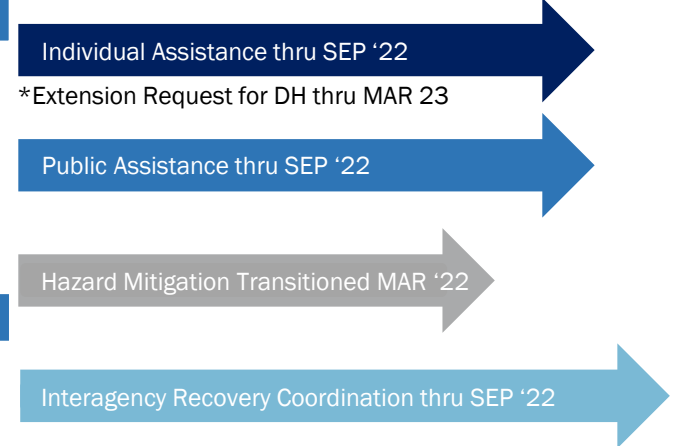 Individual Assistance thru SEP ‘22
*Extension Request for DH thru MAR 23
Public Assistance thru SEP ‘22
Hazard Mitigation Transitioned MAR ‘22
Interagency Recovery Coordination thru SEP ‘22